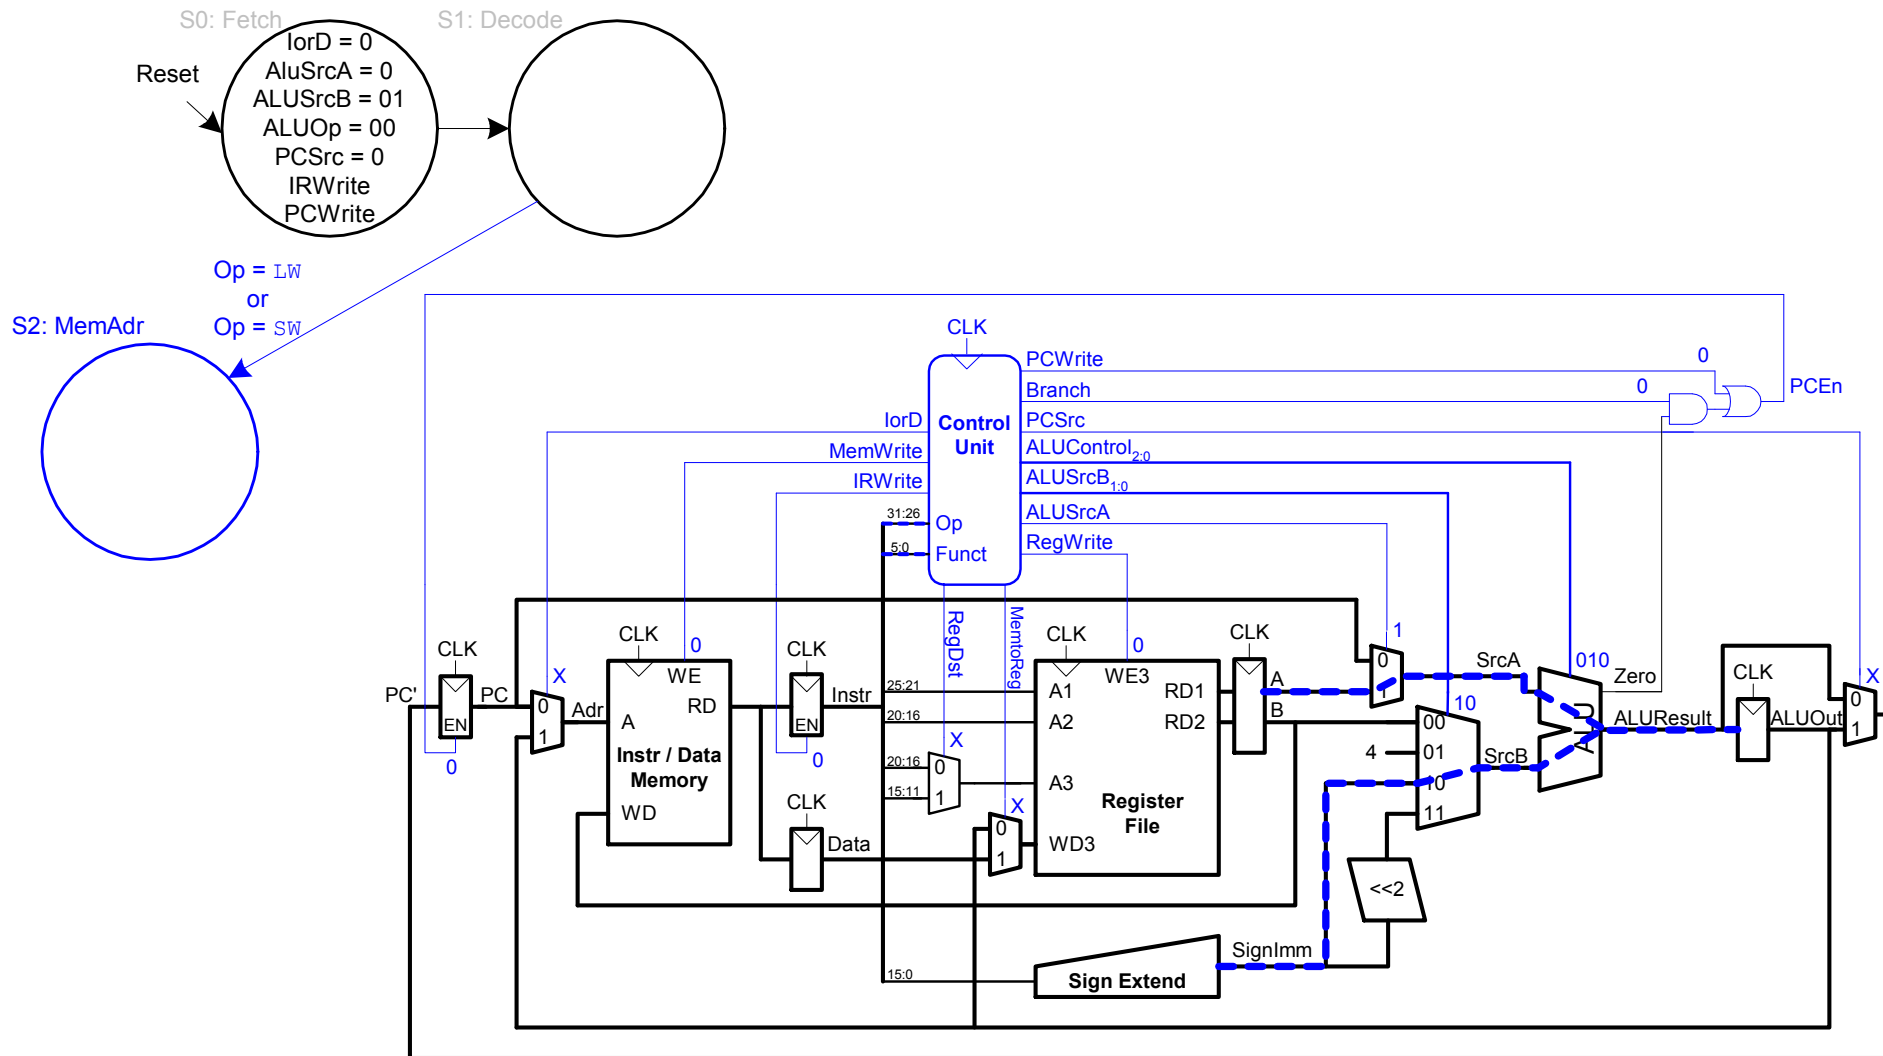 S0: Fetch
S1: Decode
Reset
IorD = 0
AluSrcA = 0
ALUSrcB = 01
ALUOp = 00
PCSrc = 0
IRWrite
PCWrite
Op = LW
or
Op = SW
S2: MemAdr
CLK
PCWrite
0
Branch
0
PCEn
IorD
Control
Unit
PCSrc
MemWrite
ALUControl2:0
IRWrite
ALUSrcB1:0
31:26
Op
ALUSrcA
5:0
Funct
RegWrite
RegDst
MemtoReg
CLK
CLK
0
CLK
CLK
0
CLK
1
0
1
SrcA
010
Zero
CLK
X
PC'
PC
EN
0
X
0
1
Adr
WE
A
RD
Instr / Data
Memory
WD
EN
Instr
0
25:21
A1
WE3
RD1
A
20:16
A2
RD2
B
10
00
4
01
10
11
SrcB
ALU
ALUResult
ALUOut
0
1
X
20:16
0
15:11
1
A3
Register
File
CLK
Data
X
0
1
WD3
<<2
15:0
Sign Extend
SignImm